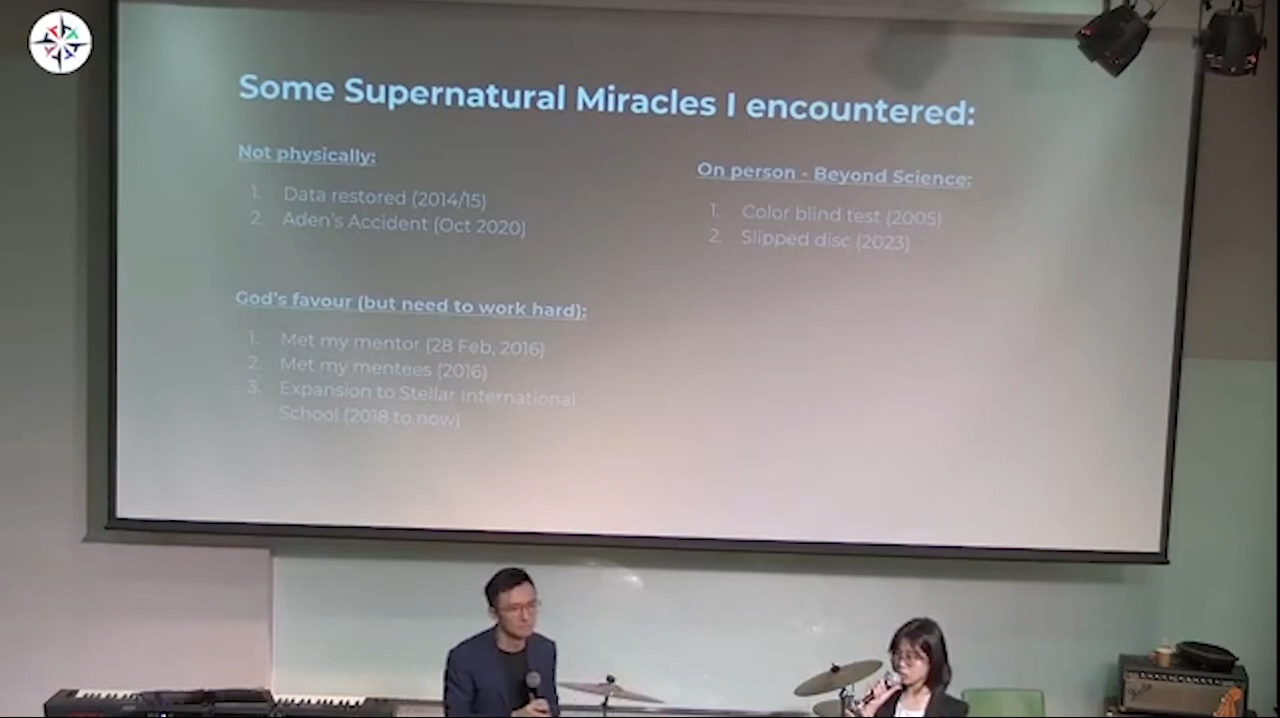 Some Supernatural Miracles I encountered:
Not physically:
1. Data restored (2014/15)
2. Aden's Accident (Oct 2020)
God's favour (but need to work hard):
1. Met my mentor (28 Feb, 2016)
2. Met my mentees (2016)
3. Expansion to Stellar International
School (2018 to now)
On person - Beyond Science:
1. Color blind test (2005)
2. Slipped disc (2023)